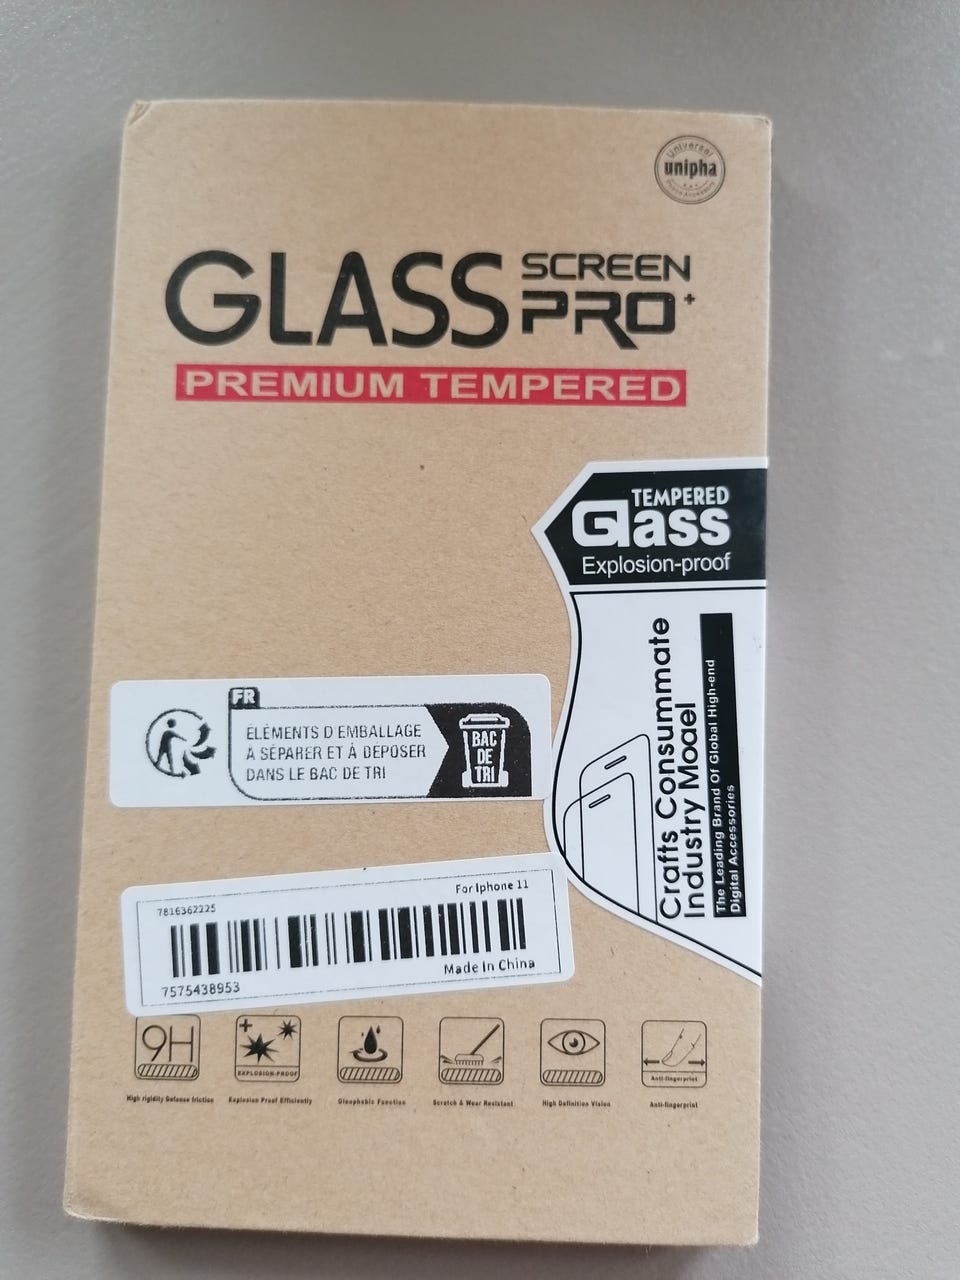 Universal
unipha
Phone Accessory
GLASS SCREEN PRO+
PREMIUM TEMPERED
TEMPERED
Glass
Explosion-proof
Crafts Consummate
Industry Moael
The Leading Brand Of Global High-end
Digital Accessories
FR
ÉLÉMENTS D'EMBALLAGE
À SÉPARER ET À DÉPOSER
DANS LE BAC DE TRI
BAC
DE
TRI
For Iphone 11
7816362225
Made In China
7575438953
9H
EXPLOSION-PROOF
Anti-fingerprint
High rigidity Defense friction
Explosion Proof Efficiently
Oleophobic Function
Scratch & Wear Resistant
High Definition Vision
Anti-fingerprint